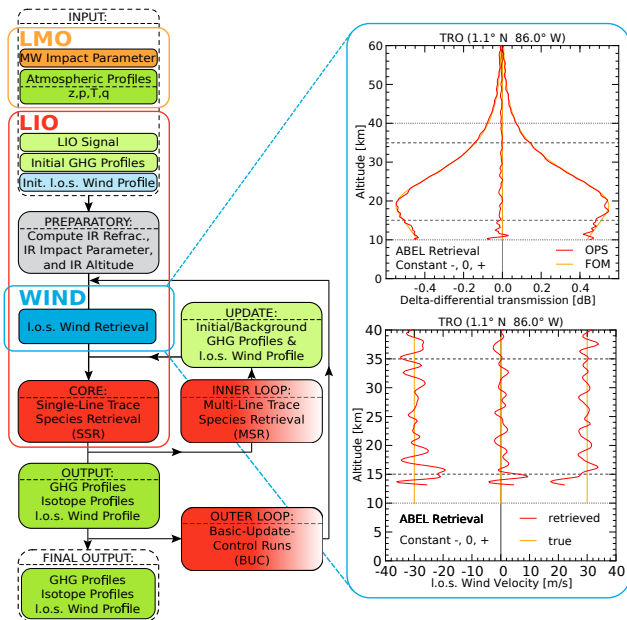 INPUT:
LMO
MW Impact Parameter
Atmospheric Profiles
z,p,T,q
LIO
LIO Signal
Initial GHG Profiles
Init. l.o.s. Wind Profile
PREPARATORY:
Compute IR Refrac.,
IR Impact Parameter,
and IR Altitude
WIND
l.o.s. Wind Retrieval
UPDATE:
Initial/Background
GHG Profiles &
l.o.s. Wind Profile
CORE:
Single-Line Trace
Species Retrieval
(SSR)
INNER LOOP:
Multi-Line Trace
Species Retrieval
(MSR)
OUTPUT:
GHG Profiles
Isotope Profiles
l.o.s. Wind Profile
OUTER LOOP:
Basic-Update-
Control Runs
(BUC)
FINAL OUTPUT:
GHG Profiles
Isotope Profiles
l.o.s. Wind Profile
TRO (1.1° N 86.0° W)
60
50
40
30
20
10
0
Altitude [km]
ABEL Retrieval
Constant -, 0, +
OPS
FOM
-0.4 -0.2 0.0 0.2 0.4
Delta-differential transmission [dB]
TRO (1.1° N 86.0° W)
40
35
30
25
20
15
10
5
0
Altitude [km]
ABEL Retrieval
Constant -, 0, +
retrieved
true
-40 -30 -20 -10 0 10 20 30 40
l.o.s. Wind Velocity [m/s]